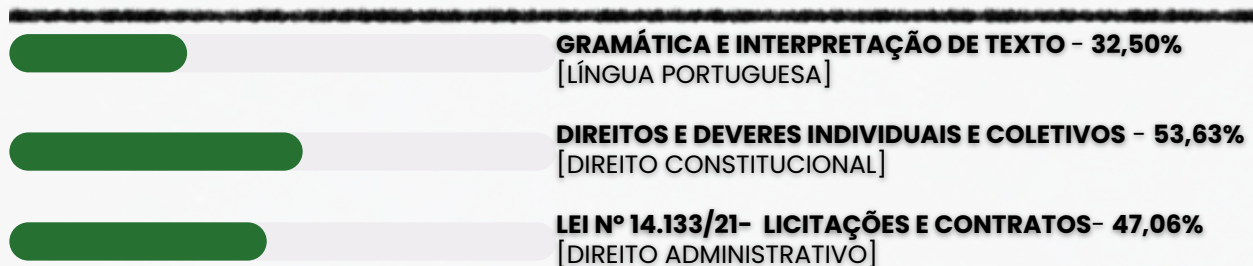 GRAMÁTICA E INTERPRETAÇÃO DE TEXTO - 32,50%
[LÍNGUA PORTUGUESA]
DIREITOS E DEVERES INDIVIDUAIS E COLETIVOS - 53,63%
[DIREITO CONSTITUCIONAL]
LEI Nº 14.133/21- LICITAÇÕES E CONTRATOS- 47,06%
[DIREITO ADMINISTRATIVO]